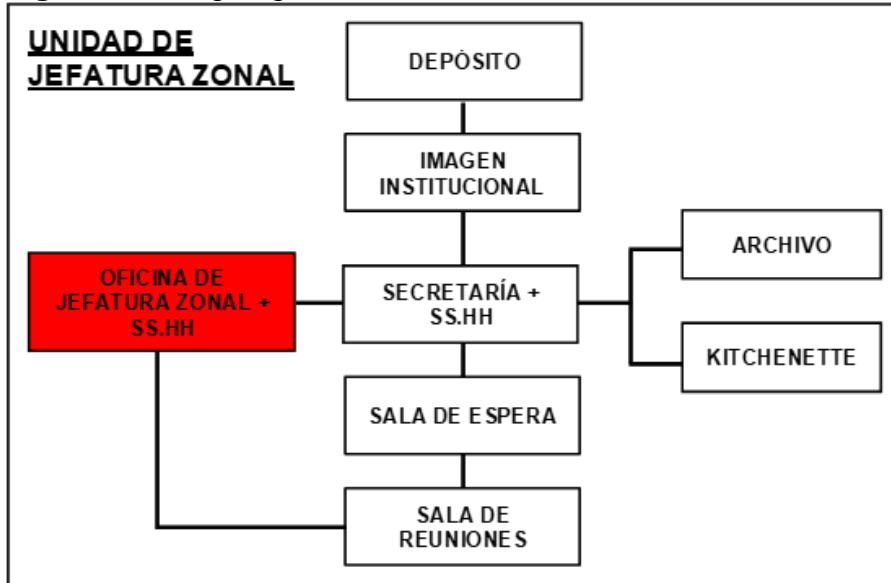 UNIDAD DE
JEFATURA ZONAL
DEPÓSITO
IMAGEN
INSTITUCIONAL
OFICINA DE
JEFATURA ZONAL +
SS.HH
SECRETARÍA +
SS.HH
ARCHIVO
KITCHENETTE
SALA DE ESPERA
SALA DE
REUNIONES